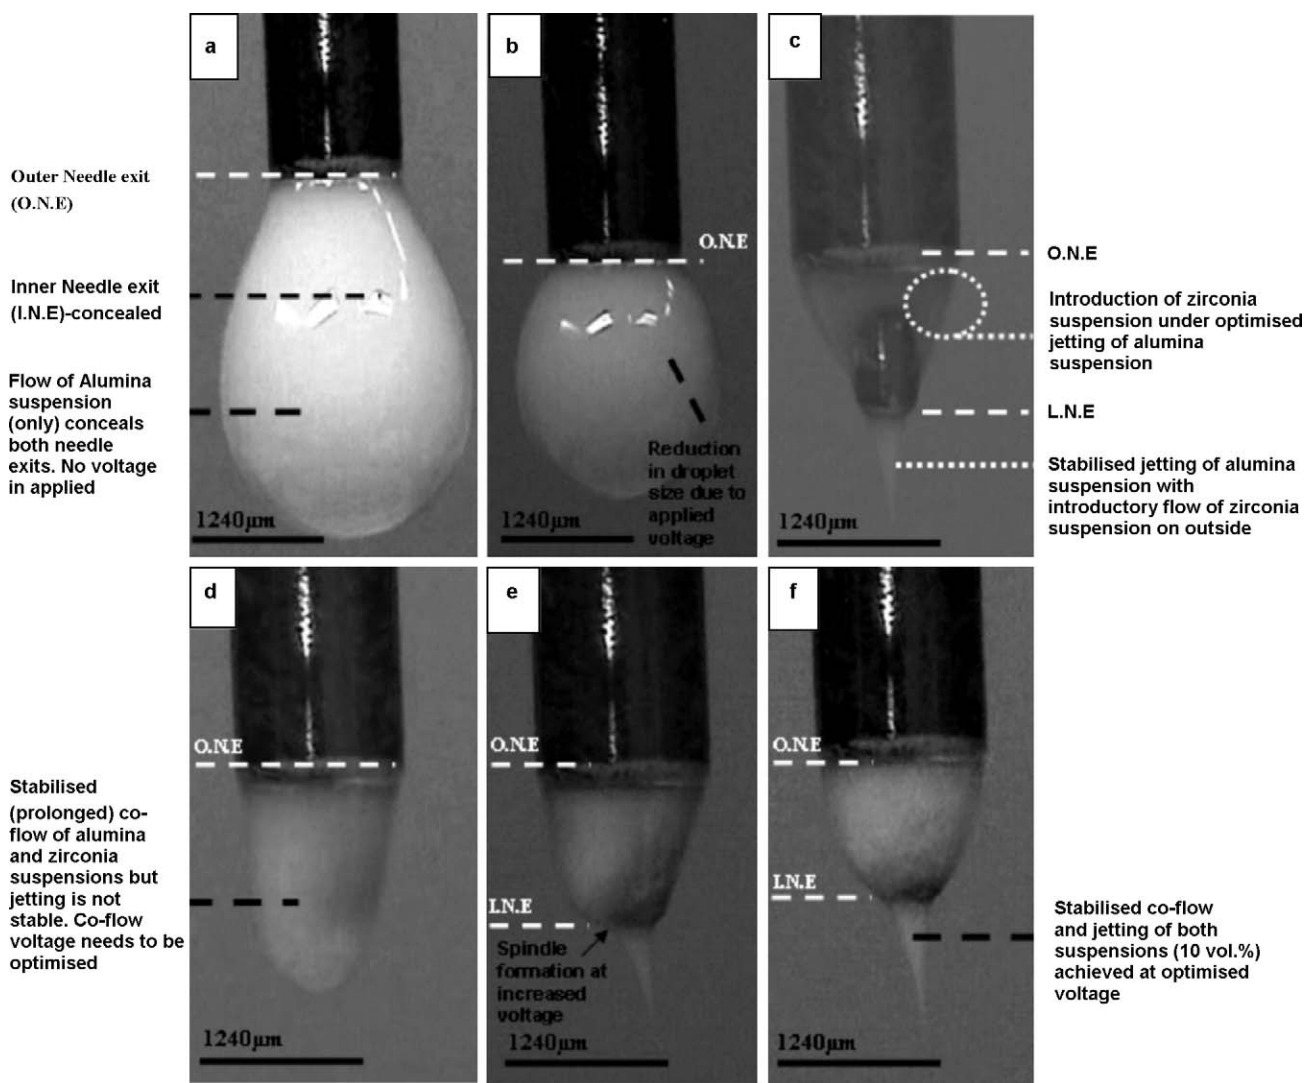 a
b
c
Outer Needle exit
(O.N.E)
Inner Needle exit
(I.N.E)-concealed
Flow of Alumina
suspension
(only) conceals
both needle
exits. No voltage
in applied
1240µm
O.N.E
Reduction
in droplet
size due to
applied
voltage
1240µm
O.N.E
Introduction of zirconia
suspension under optimised
jetting of alumina
suspension
L.N.E
Stabilised jetting of alumina
suspension with
introductory flow of zirconia
suspension on outside
1240µm
d
e
f
O.N.E
Stabilised
(prolonged) co-
flow of alumina
and zirconia
suspensions but
jetting is not
stable. Co-flow
voltage needs to be
optimised
1240µm
O.N.E
I.N.E
Spindle
formation at
increased
voltage
1240µm
O.N.E
I.N.E
Stabilised co-flow
and jetting of both
suspensions (10 vol.%)
achieved at optimised
voltage
1240µm